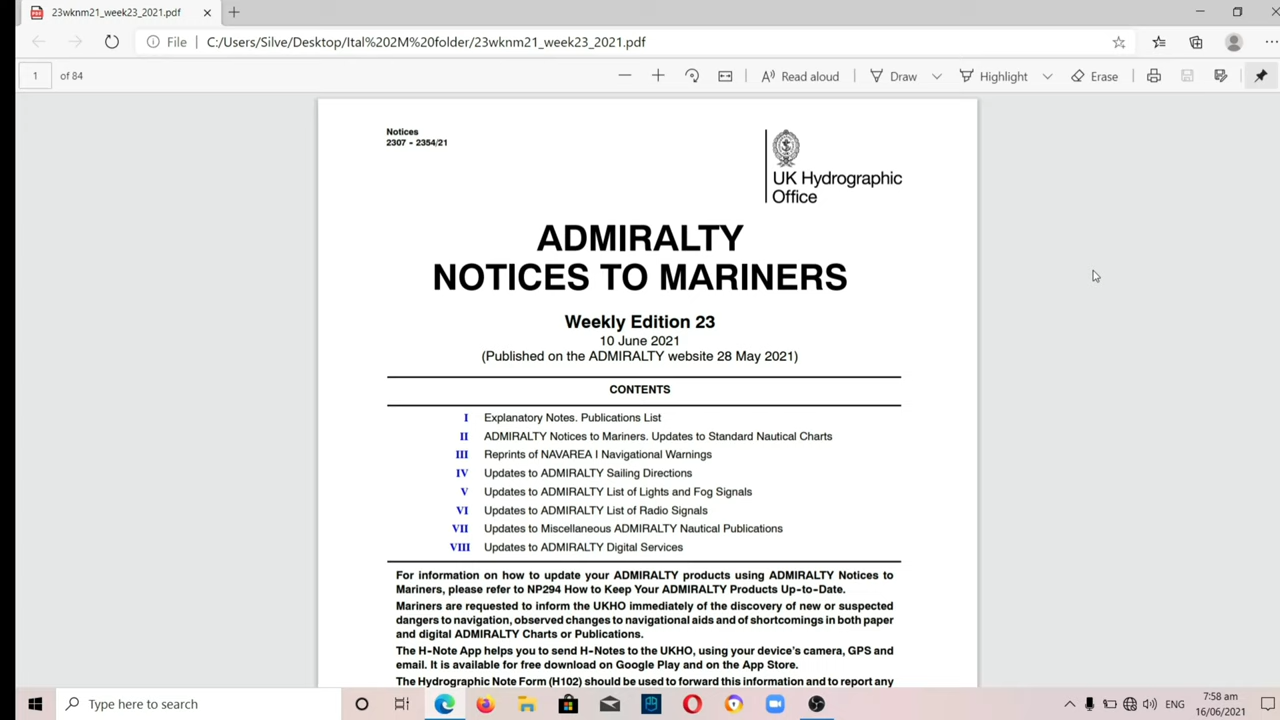 23wknm21_week23_2021.pdf
File
C:/Users/Silve/Desktop/Ital%202M%20folder/23wknm21_week23_2021.pdf
1 of 84
Read aloud
Draw
Highlight
Erase
Notices
2307 - 2354/21
UK Hydrographic
Office
ADMIRALTY
NOTICES TO MARINERS
Weekly Edition 23
10 June 2021
(Published on the ADMIRALTY website 28 May 2021)
CONTENTS
I Explanatory Notes. Publications List
II ADMIRALTY Notices to Mariners. Updates to Standard Nautical Charts
III Reprints of NAVAREA I Navigational Warnings
IV Updates to ADMIRALTY Sailing Directions
V Updates to ADMIRALTY List of Lights and Fog Signals
VI Updates to ADMIRALTY List of Radio Signals
VII Updates to Miscellaneous ADMIRALTY Nautical Publications
VIII Updates to ADMIRALTY Digital Services
For information on how to update your ADMIRALTY products using ADMIRALTY Notices to
Mariners, please refer to NP294 How to Keep Your ADMIRALTY Products Up-to-Date.
Mariners are requested to inform the UKHO immediately of the discovery of new or suspected
dangers to navigation, observed changes to navigational aids and of shortcomings in both paper
and digital ADMIRALTY Charts or Publications.
The H-Note App helps you to send H-Notes to the UKHO, using your device's camera, GPS and
email. It is available for free download on Google Play and on the App Store.
The Hydrographic Note Form (H102) should be used to forward this information and to report any
Type here to search
ENG
7:58 am
16/06/2021